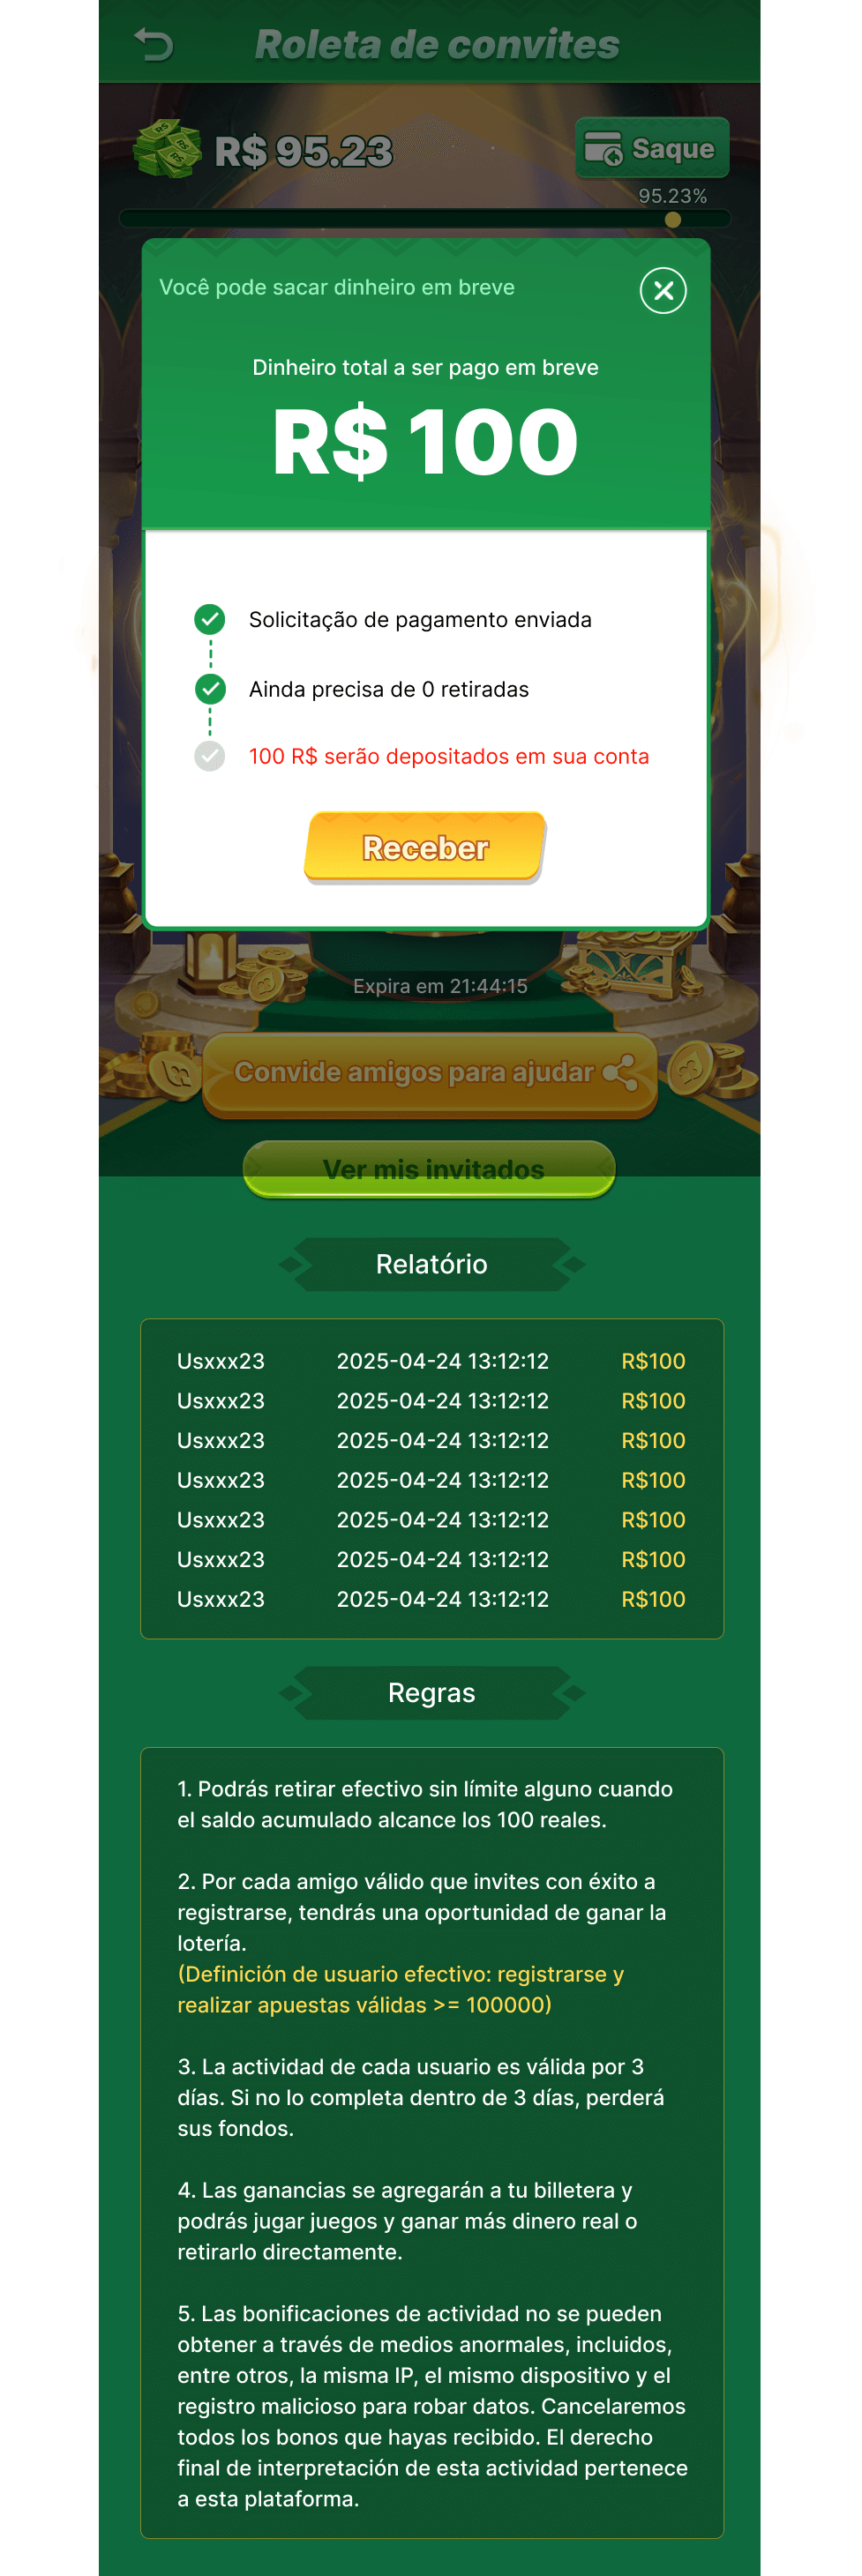 Roleta de convites
R$ 95.23
Saque
95.23%
Você pode sacar dinheiro em breve
Dinheiro total a ser pago em breve
R$ 100
Solicitação de pagamento enviada
Ainda precisa de 0 retiradas
100 R$ serão depositados em sua conta
Receber
Expira em 21:44:15
Convide amigos para ajudar
Ver mis invitados
Relatório
Usxxx23 2025-04-24 13:12:12 R$100
Usxxx23 2025-04-24 13:12:12 R$100
Usxxx23 2025-04-24 13:12:12 R$100
Usxxx23 2025-04-24 13:12:12 R$100
Usxxx23 2025-04-24 13:12:12 R$100
Usxxx23 2025-04-24 13:12:12 R$100
Usxxx23 2025-04-24 13:12:12 R$100
Regras
1. Podrás retirar efectivo sin límite alguno cuando
el saldo acumulado alcance los 100 reales.
2. Por cada amigo válido que invites con éxito a
registrarse, tendrás una oportunidad de ganar la
lotería.
(Definición de usuario efectivo: registrarse y
realizar apuestas válidas >= 100000)
3. La actividad de cada usuario es válida por 3
días. Si no lo completa dentro de 3 días, perderá
sus fondos.
4. Las ganancias se agregarán a tu billetera y
podrás jugar juegos y ganar más dinero real o
retirarlo directamente.
5. Las bonificaciones de actividad no se pueden
obtener a través de medios anormales, incluidos,
entre otros, la misma IP, el mismo dispositivo y el
registro malicioso para robar datos. Cancelaremos
todos los bonos que hayas recibido. El derecho
final de interpretación de esta actividad pertenece
a esta plataforma.